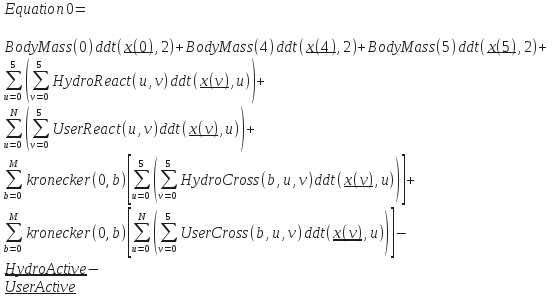 Equation 0=
BodyMass(0) ddt(x(0),2)+BodyMass(4) ddt(x(4),2)+BodyMass(5) ddt(x(5),2)+
∑_{u=0}^{5} ( ∑_{v=0}^{5} HydroReact(u,v) ddt(x(v),u) )+
∑_{u=0}^{N} ( ∑_{v=0}^{5} UserReact(u,v) ddt(x(v),u) )+
∑_{b=0}^{M} kronecker(0,b) [ ∑_{u=0}^{5} ( ∑_{v=0}^{5} HydroCross(b,u,v) ddt(x(v),u) ) ]+
∑_{b=0}^{M} kronecker(0,b) [ ∑_{u=0}^{N} ( ∑_{v=0}^{5} UserCross(b,u,v) ddt(x(v),u) ) ]−
HydroActive−
UserActive